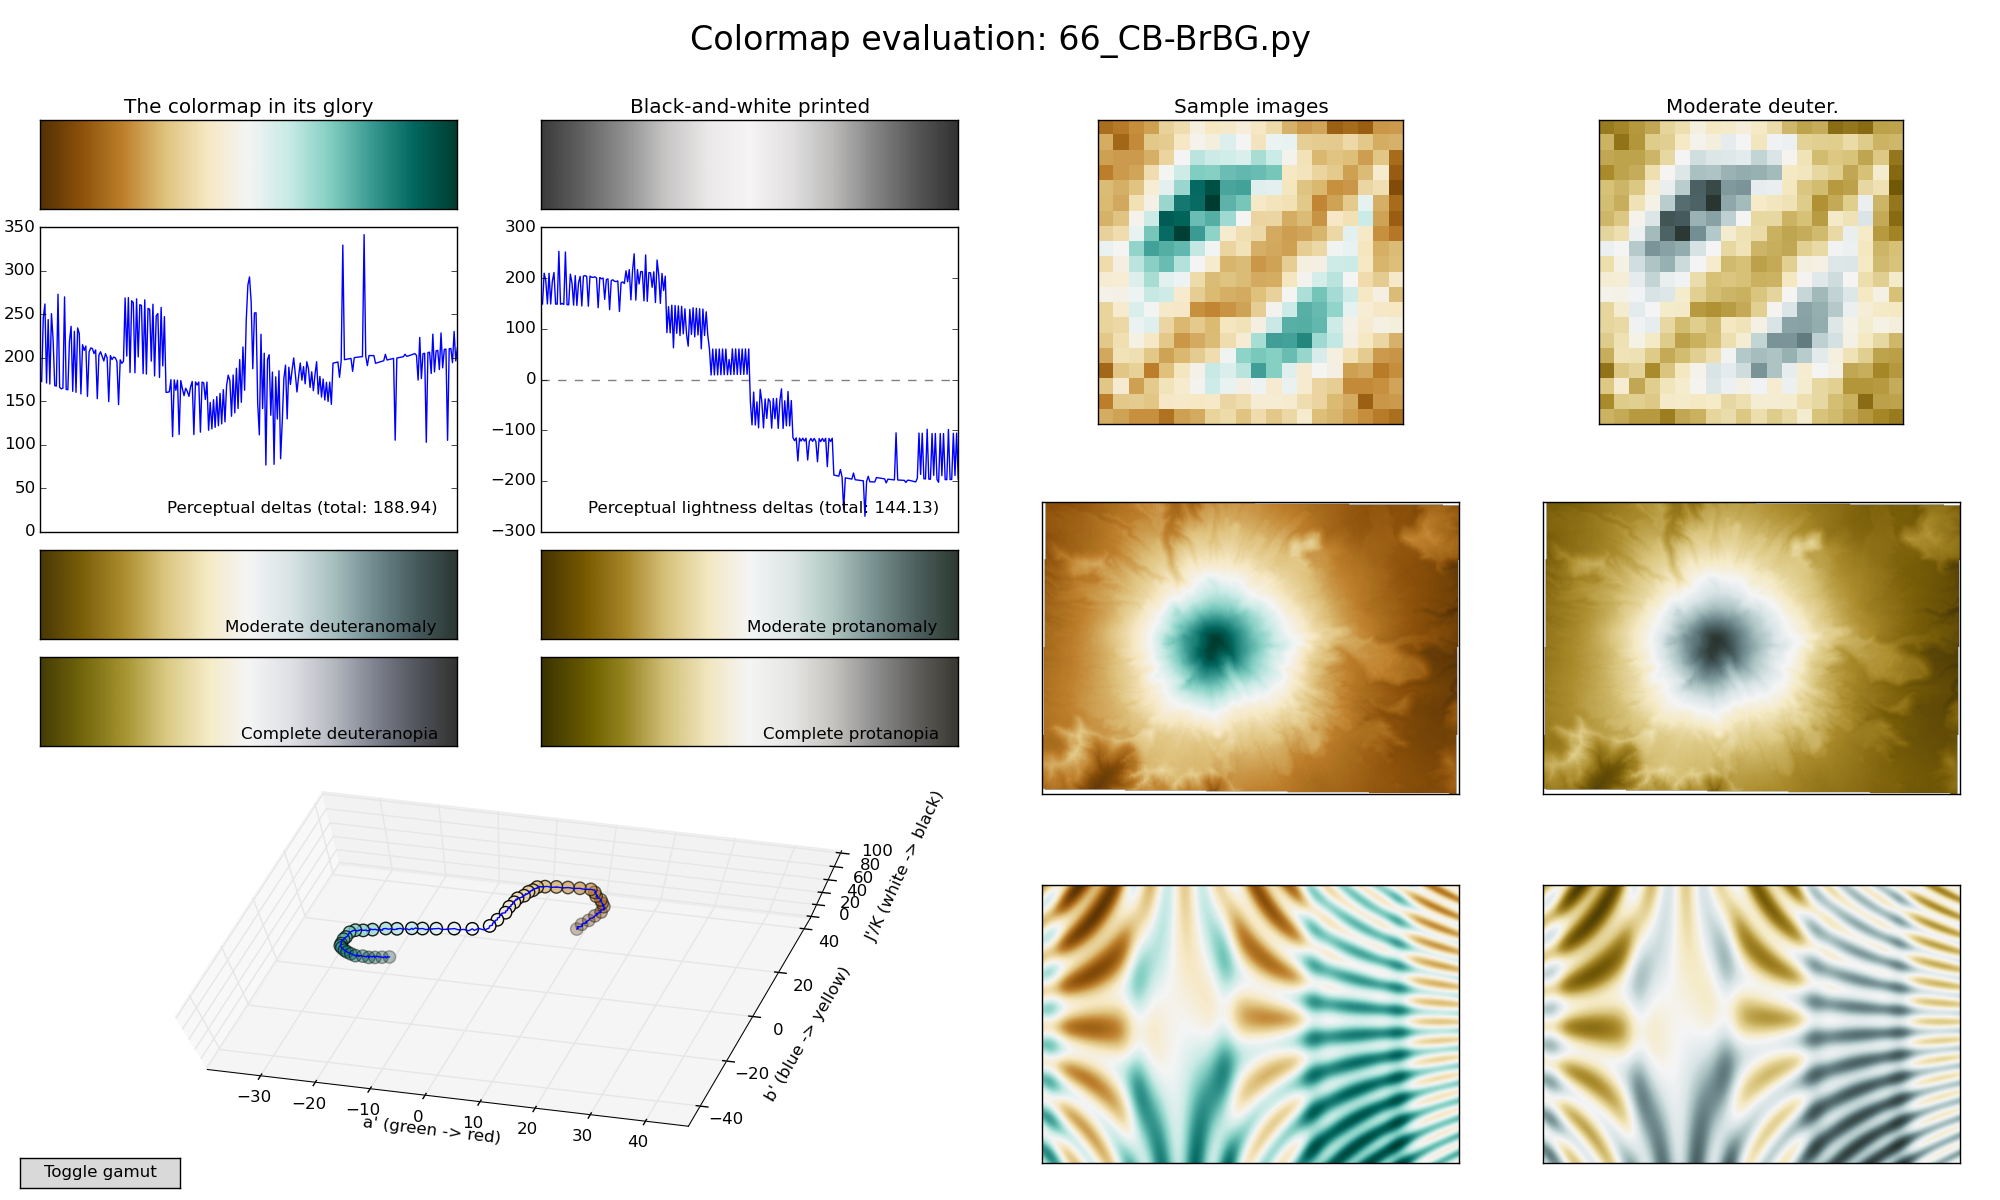 Colormap evaluation: 66_CB-BrBG.py
The colormap in its glory
Black-and-white printed
Sample images
Moderate deuter.
350
300
250
200
150
100
50
0
Perceptual deltas (total: 188.94)
300
200
100
0
−100
−200
−300
Perceptual lightness deltas (total: 144.13)
Moderate deuteranomaly
Moderate protanomaly
Complete deuteranopia
Complete protanopia
−30
−20
−10
0
10
20
30
40
a' (green -> red)
−40
−20
0
20
40
b' (blue -> yellow)
0
20
40
60
80
100
J'/K (white -> black)
Toggle gamut